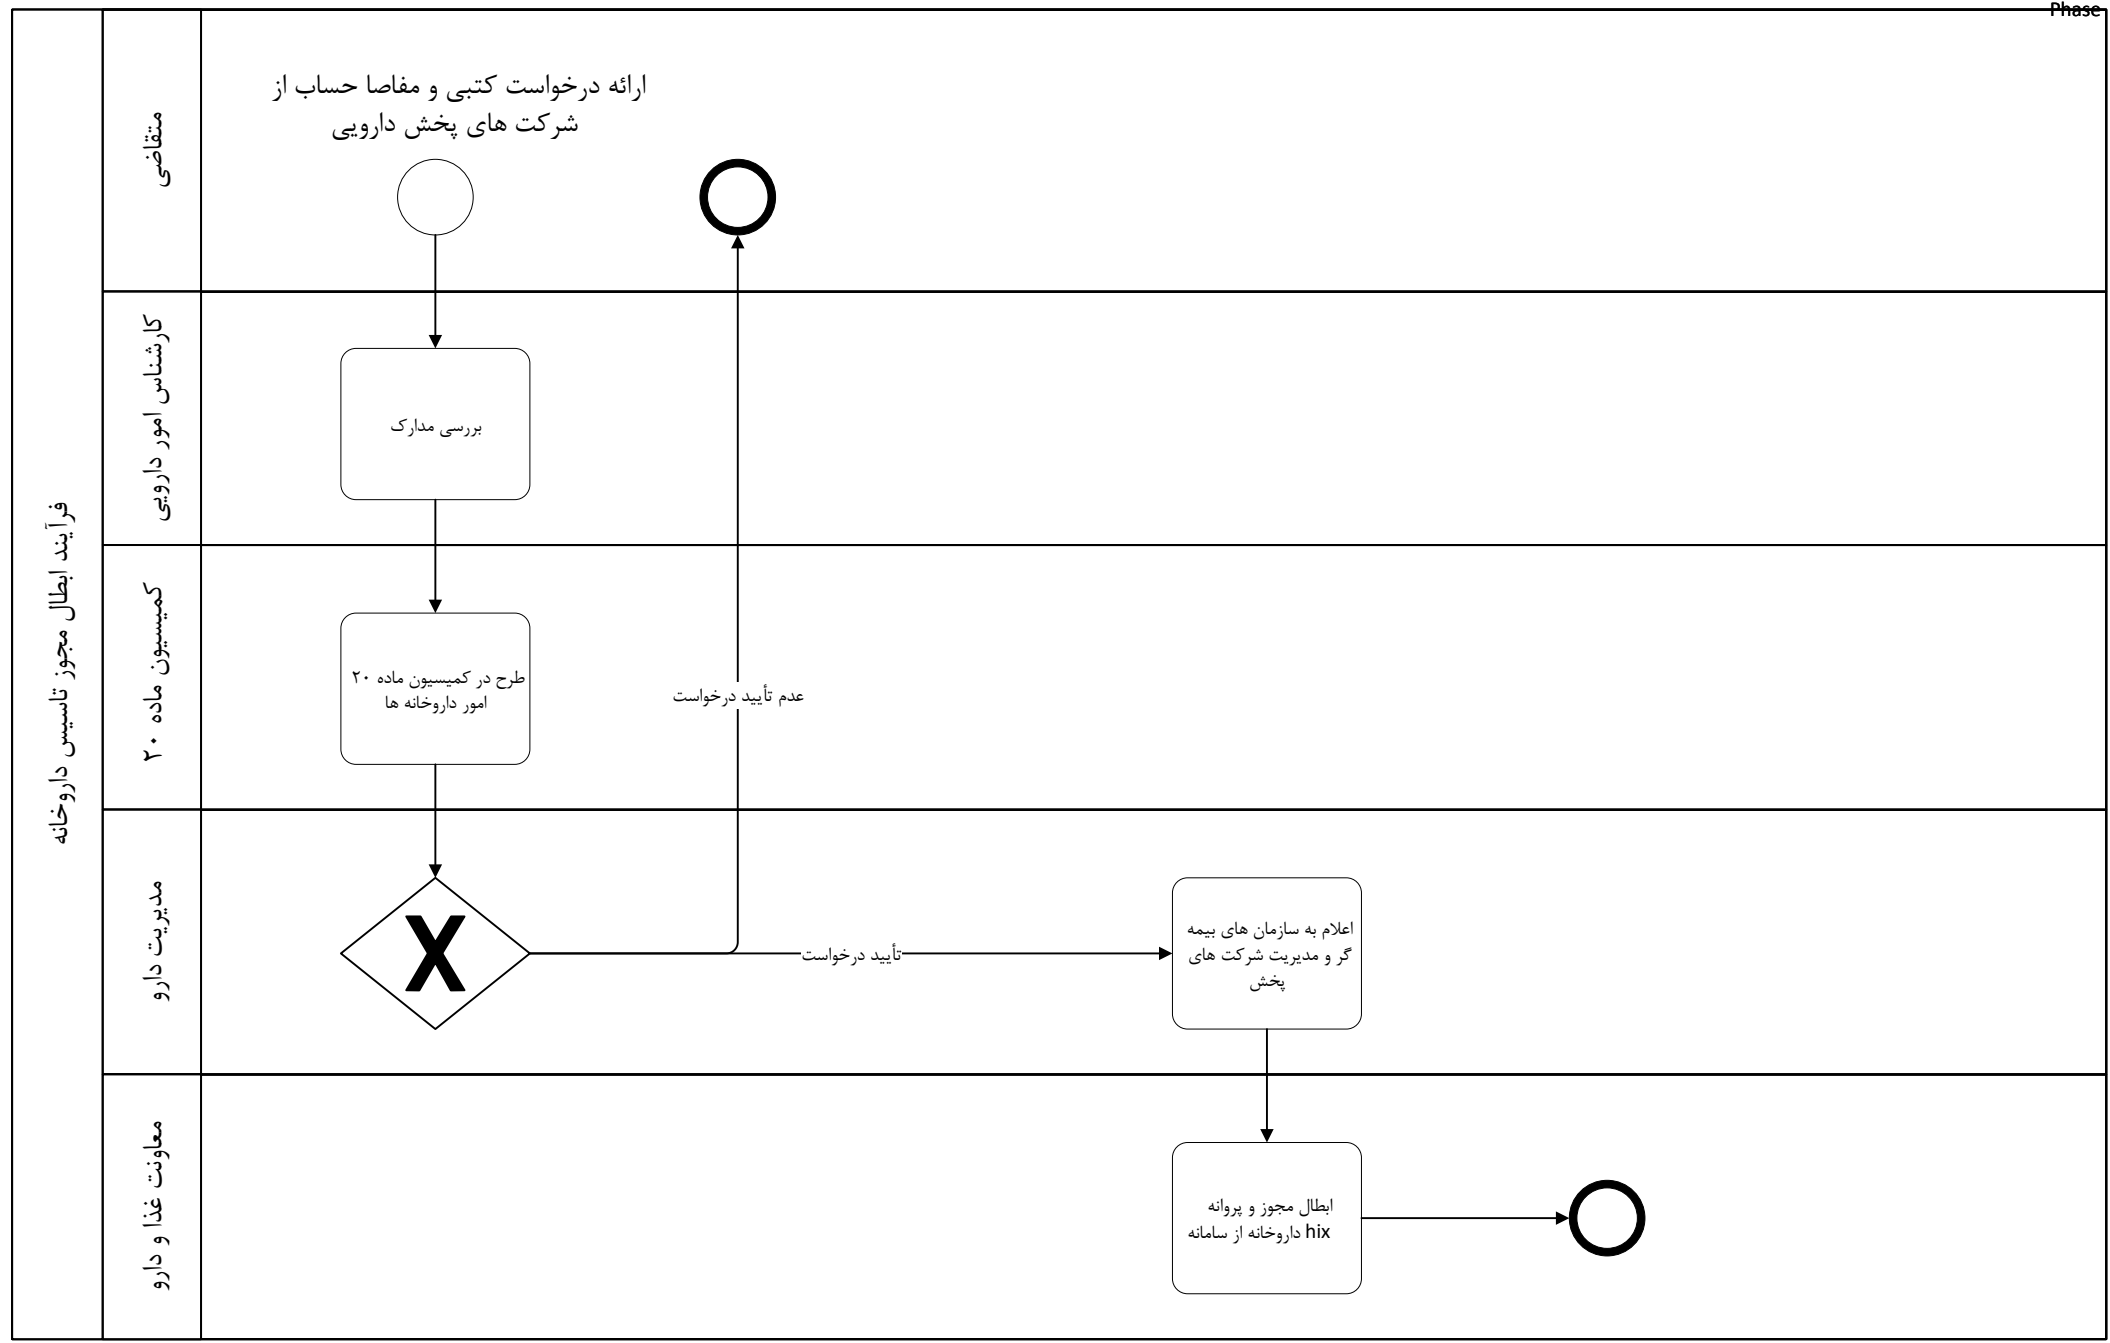 Phase
فرآیند ابطال مجوز تاسیس داروخانه
متقاضی
ارائه درخواست کتبی و مفاصا حساب از
شرکت های پخش دارویی
کارشناس امور دارویی
بررسی مدارک
کمیسیون ماده ۲۰
طرح در کمیسیون ماده ۲۰
امور داروخانه ها
عدم تأیید درخواست
مدیریت دارو
X
تأیید درخواست
اعلام به سازمان های بیمه
گر و مدیریت شرکت های
پخش
معاونت غذا و دارو
ابطال مجوز و پروانه
داروخانه از سامانه hix